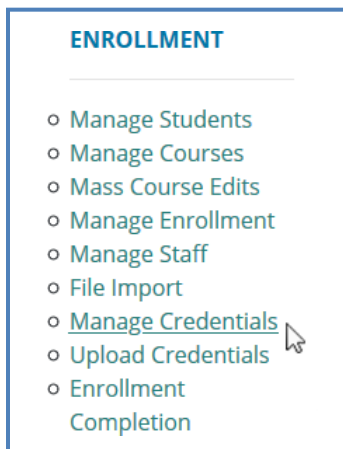 ENROLLMENT
Manage Students
Manage Courses
Mass Course Edits
Manage Enrollment
Manage Staff
File Import
Manage Credentials
Upload Credentials
Enrollment
Completion